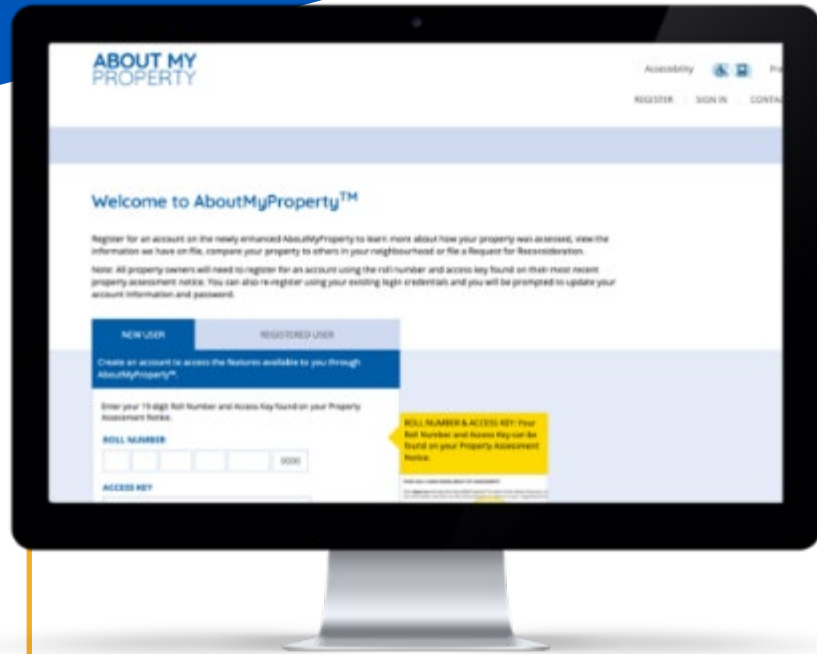 ABOUT MY
PROPERTY
Accessibility
REGISTER SIGN IN CONTAC
Welcome to AboutMyProperty™
Register for an account on the newly enhanced AboutMyProperty to learn more about how your property was assessed, view the
information we have on file, compare your property to others in your neighbourhood or file a Request for Reconsideration.
Note: All property owners will need to register for an account using the roll number and access key found on their most recent
property assessment notice. You can also re-register using your existing login credentials and you will be prompted to update your
account information and password.
NEW USER REGISTERED USER
Create an account to access the features available to you through
AboutMyProperty™.
Enter your 19 digit Roll Number and Access Key found on your Property
Assessment Notice.
ROLL NUMBER
0000
ACCESS KEY
ROLL NUMBER & ACCESS KEY: Your
Roll Number and Access Key can be
found on your Property Assessment
Notice.